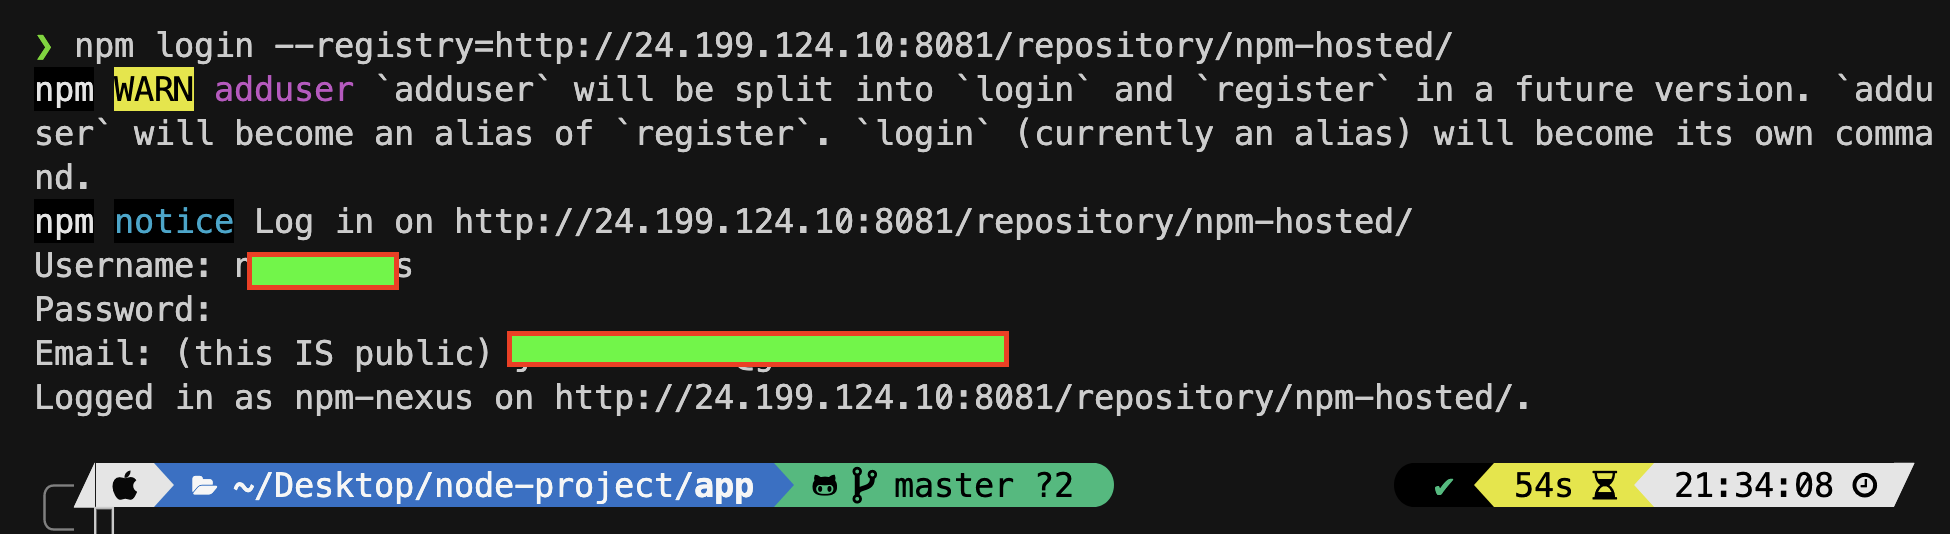 ❯ npm login --registry=http://24.199.124.10:8081/repository/npm-hosted/
npm WARN adduser `adduser` will be split into `login` and `register` in a future version. `addu
ser` will become an alias of `register`. `login` (currently an alias) will become its own comma
nd.
npm notice Log in on http://24.199.124.10:8081/repository/npm-hosted/
Username: n s
Password:
Email: (this IS public)
Logged in as npm-nexus on http://24.199.124.10:8081/repository/npm-hosted/.
~/Desktop/node-project/app master ?2 ✔ 54s 21:34:08